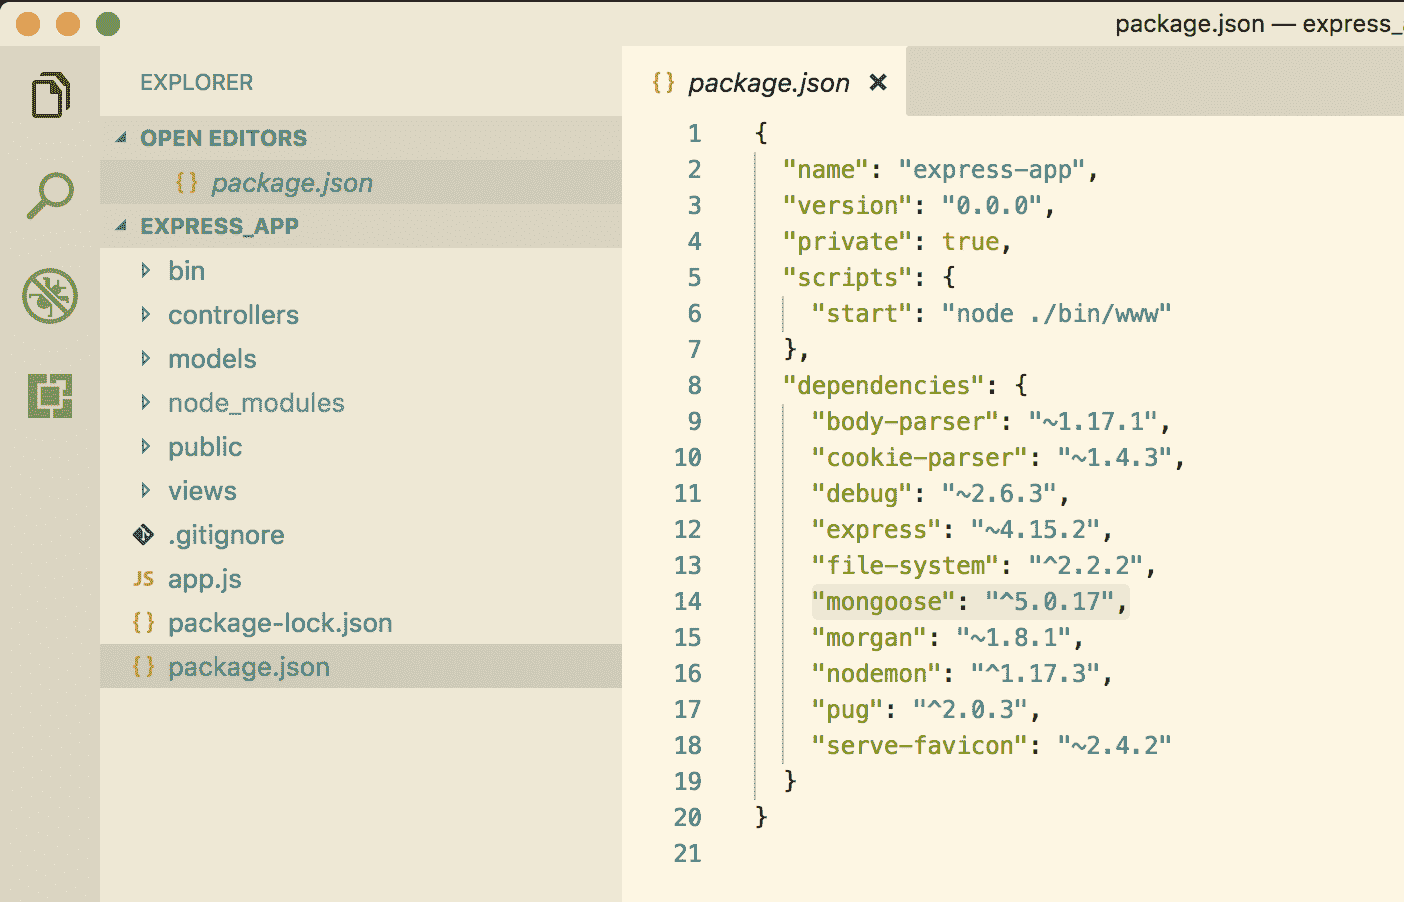 package.json — express_
EXPLORER
OPEN EDITORS
{} package.json
EXPRESS_APP
bin
controllers
models
node_modules
public
views
.gitignore
JS app.js
{} package-lock.json
{} package.json
{} package.json ×
1 {
2 "name": "express-app",
3 "version": "0.0.0",
4 "private": true,
5 "scripts": {
6 "start": "node ./bin/www"
7 },
8 "dependencies": {
9 "body-parser": "~1.17.1",
10 "cookie-parser": "~1.4.3",
11 "debug": "~2.6.3",
12 "express": "~4.15.2",
13 "file-system": "^2.2.2",
14 "mongoose": "^5.0.17",
15 "morgan": "~1.8.1",
16 "nodemon": "^1.17.3",
17 "pug": "^2.0.3",
18 "serve-favicon": "~2.4.2"
19 }
20 }
21